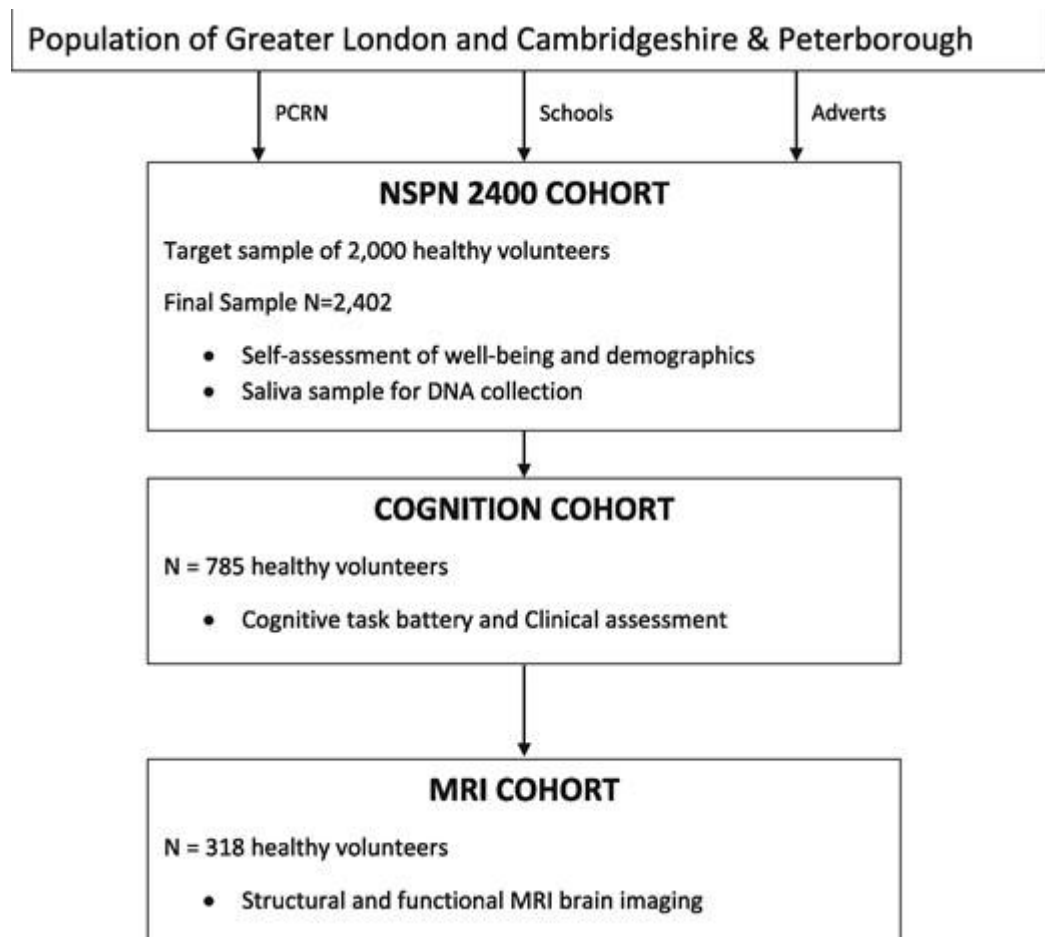 Population of Greater London and Cambridgeshire & Peterborough
PCRN
Schools
Adverts
NSPN 2400 COHORT
Target sample of 2,000 healthy volunteers
Final Sample N=2,402
• Self-assessment of well-being and demographics
• Saliva sample for DNA collection
COGNITION COHORT
N = 785 healthy volunteers
• Cognitive task battery and Clinical assessment
MRI COHORT
N = 318 healthy volunteers
• Structural and functional MRI brain imaging